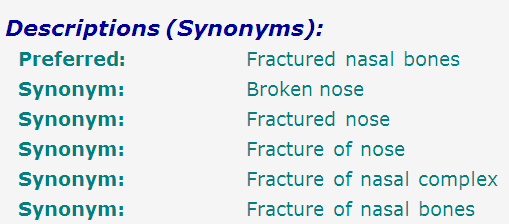 Descriptions (Synonyms):
Preferred: Fractured nasal bones
Synonym: Broken nose
Synonym: Fractured nose
Synonym: Fracture of nose
Synonym: Fracture of nasal complex
Synonym: Fracture of nasal bones